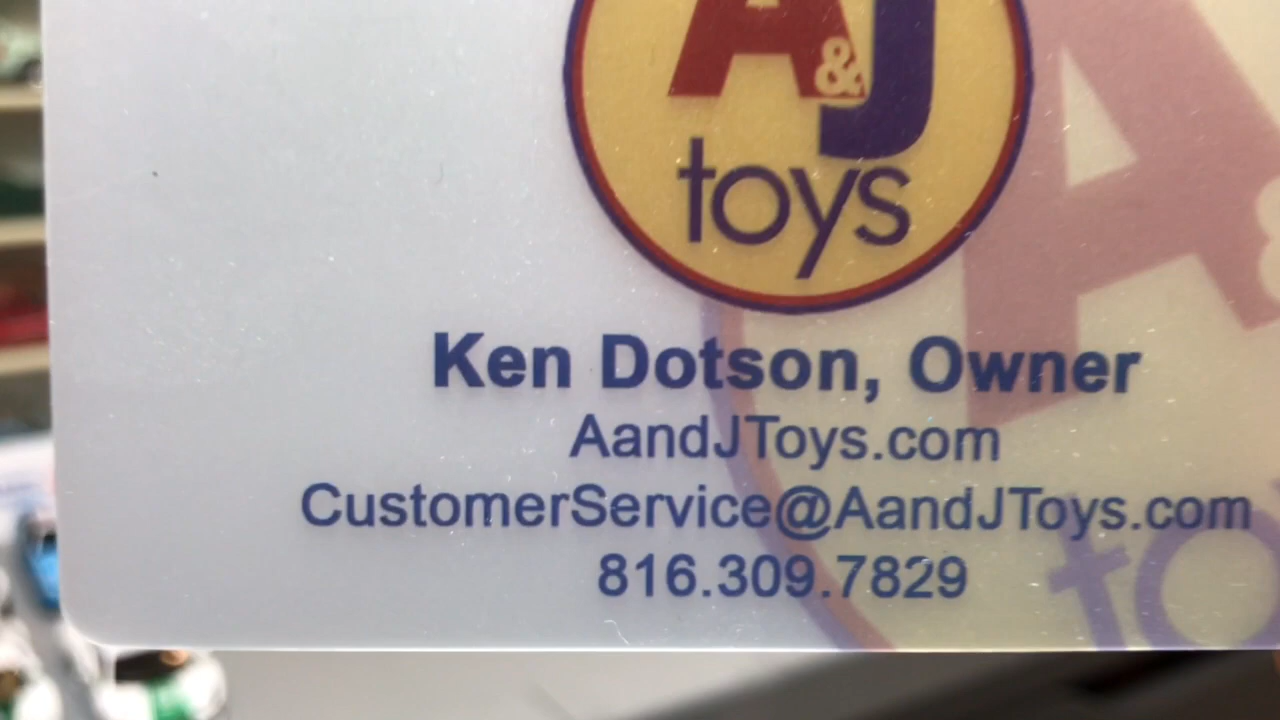 A&J
toys
Ken Dotson, Owner
AandJToys.com
CustomerService@AandJToys.com
816.309.7829